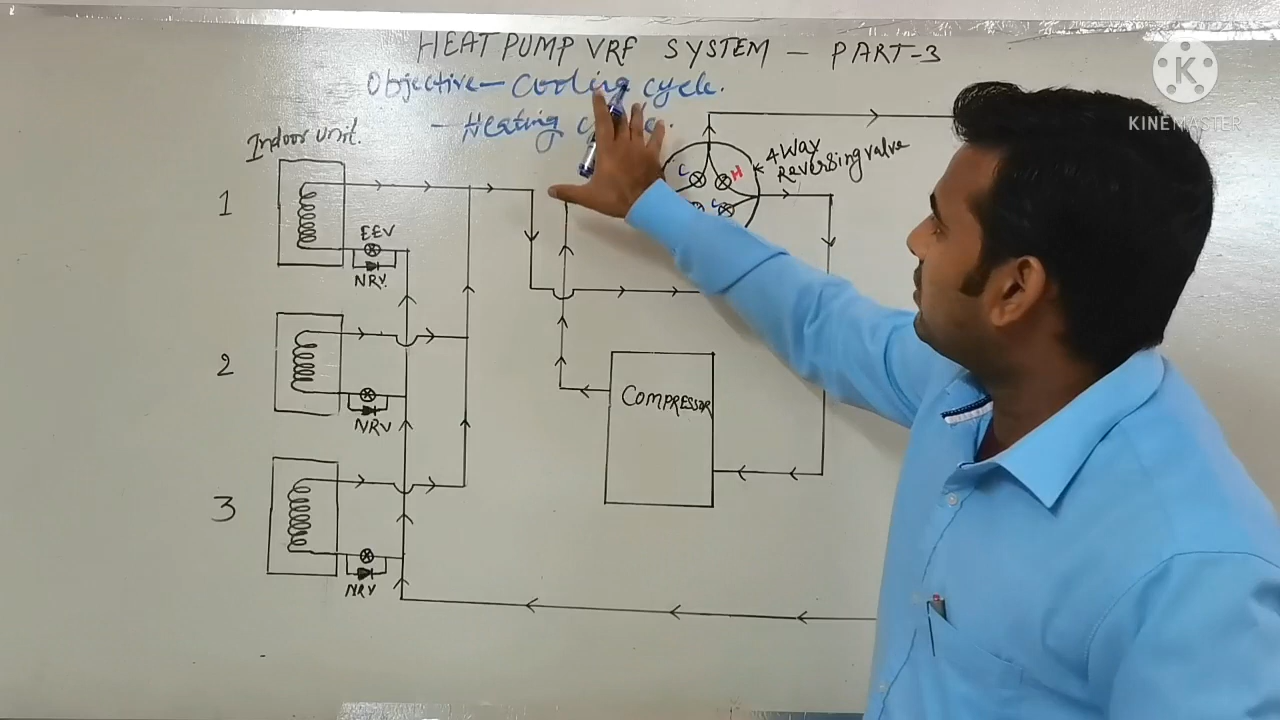 HEAT PUMP VRF SYSTEM — PART-3
Objective — Cooling cycle.
- Heating
K
KINEMASTER
Indoor unit.
4 Way
Reversing valve
C H
C
1
EEV
NRV.
2
NRV
COMPRESSOR
3
NRV